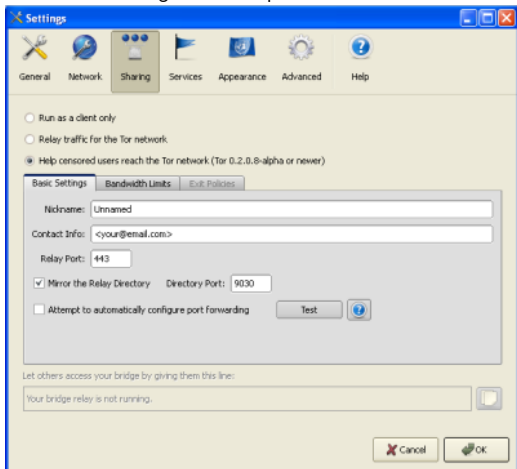 Settings
General Network Sharing Services Appearance Advanced Help
Run as a client only
Relay traffic for the Tor network
Help censored users reach the Tor network (Tor 0.2.0.8-alpha or newer)
Basic Settings Bandwidth Limits Exit Policies
Nickname: Unnamed
Contact Info: <your@email.com>
Relay Port: 443
Mirror the Relay Directory Directory Port: 9030
Attempt to automatically configure port forwarding Test
Let others access your bridge by giving them this line:
Your bridge relay is not running.
Cancel OK